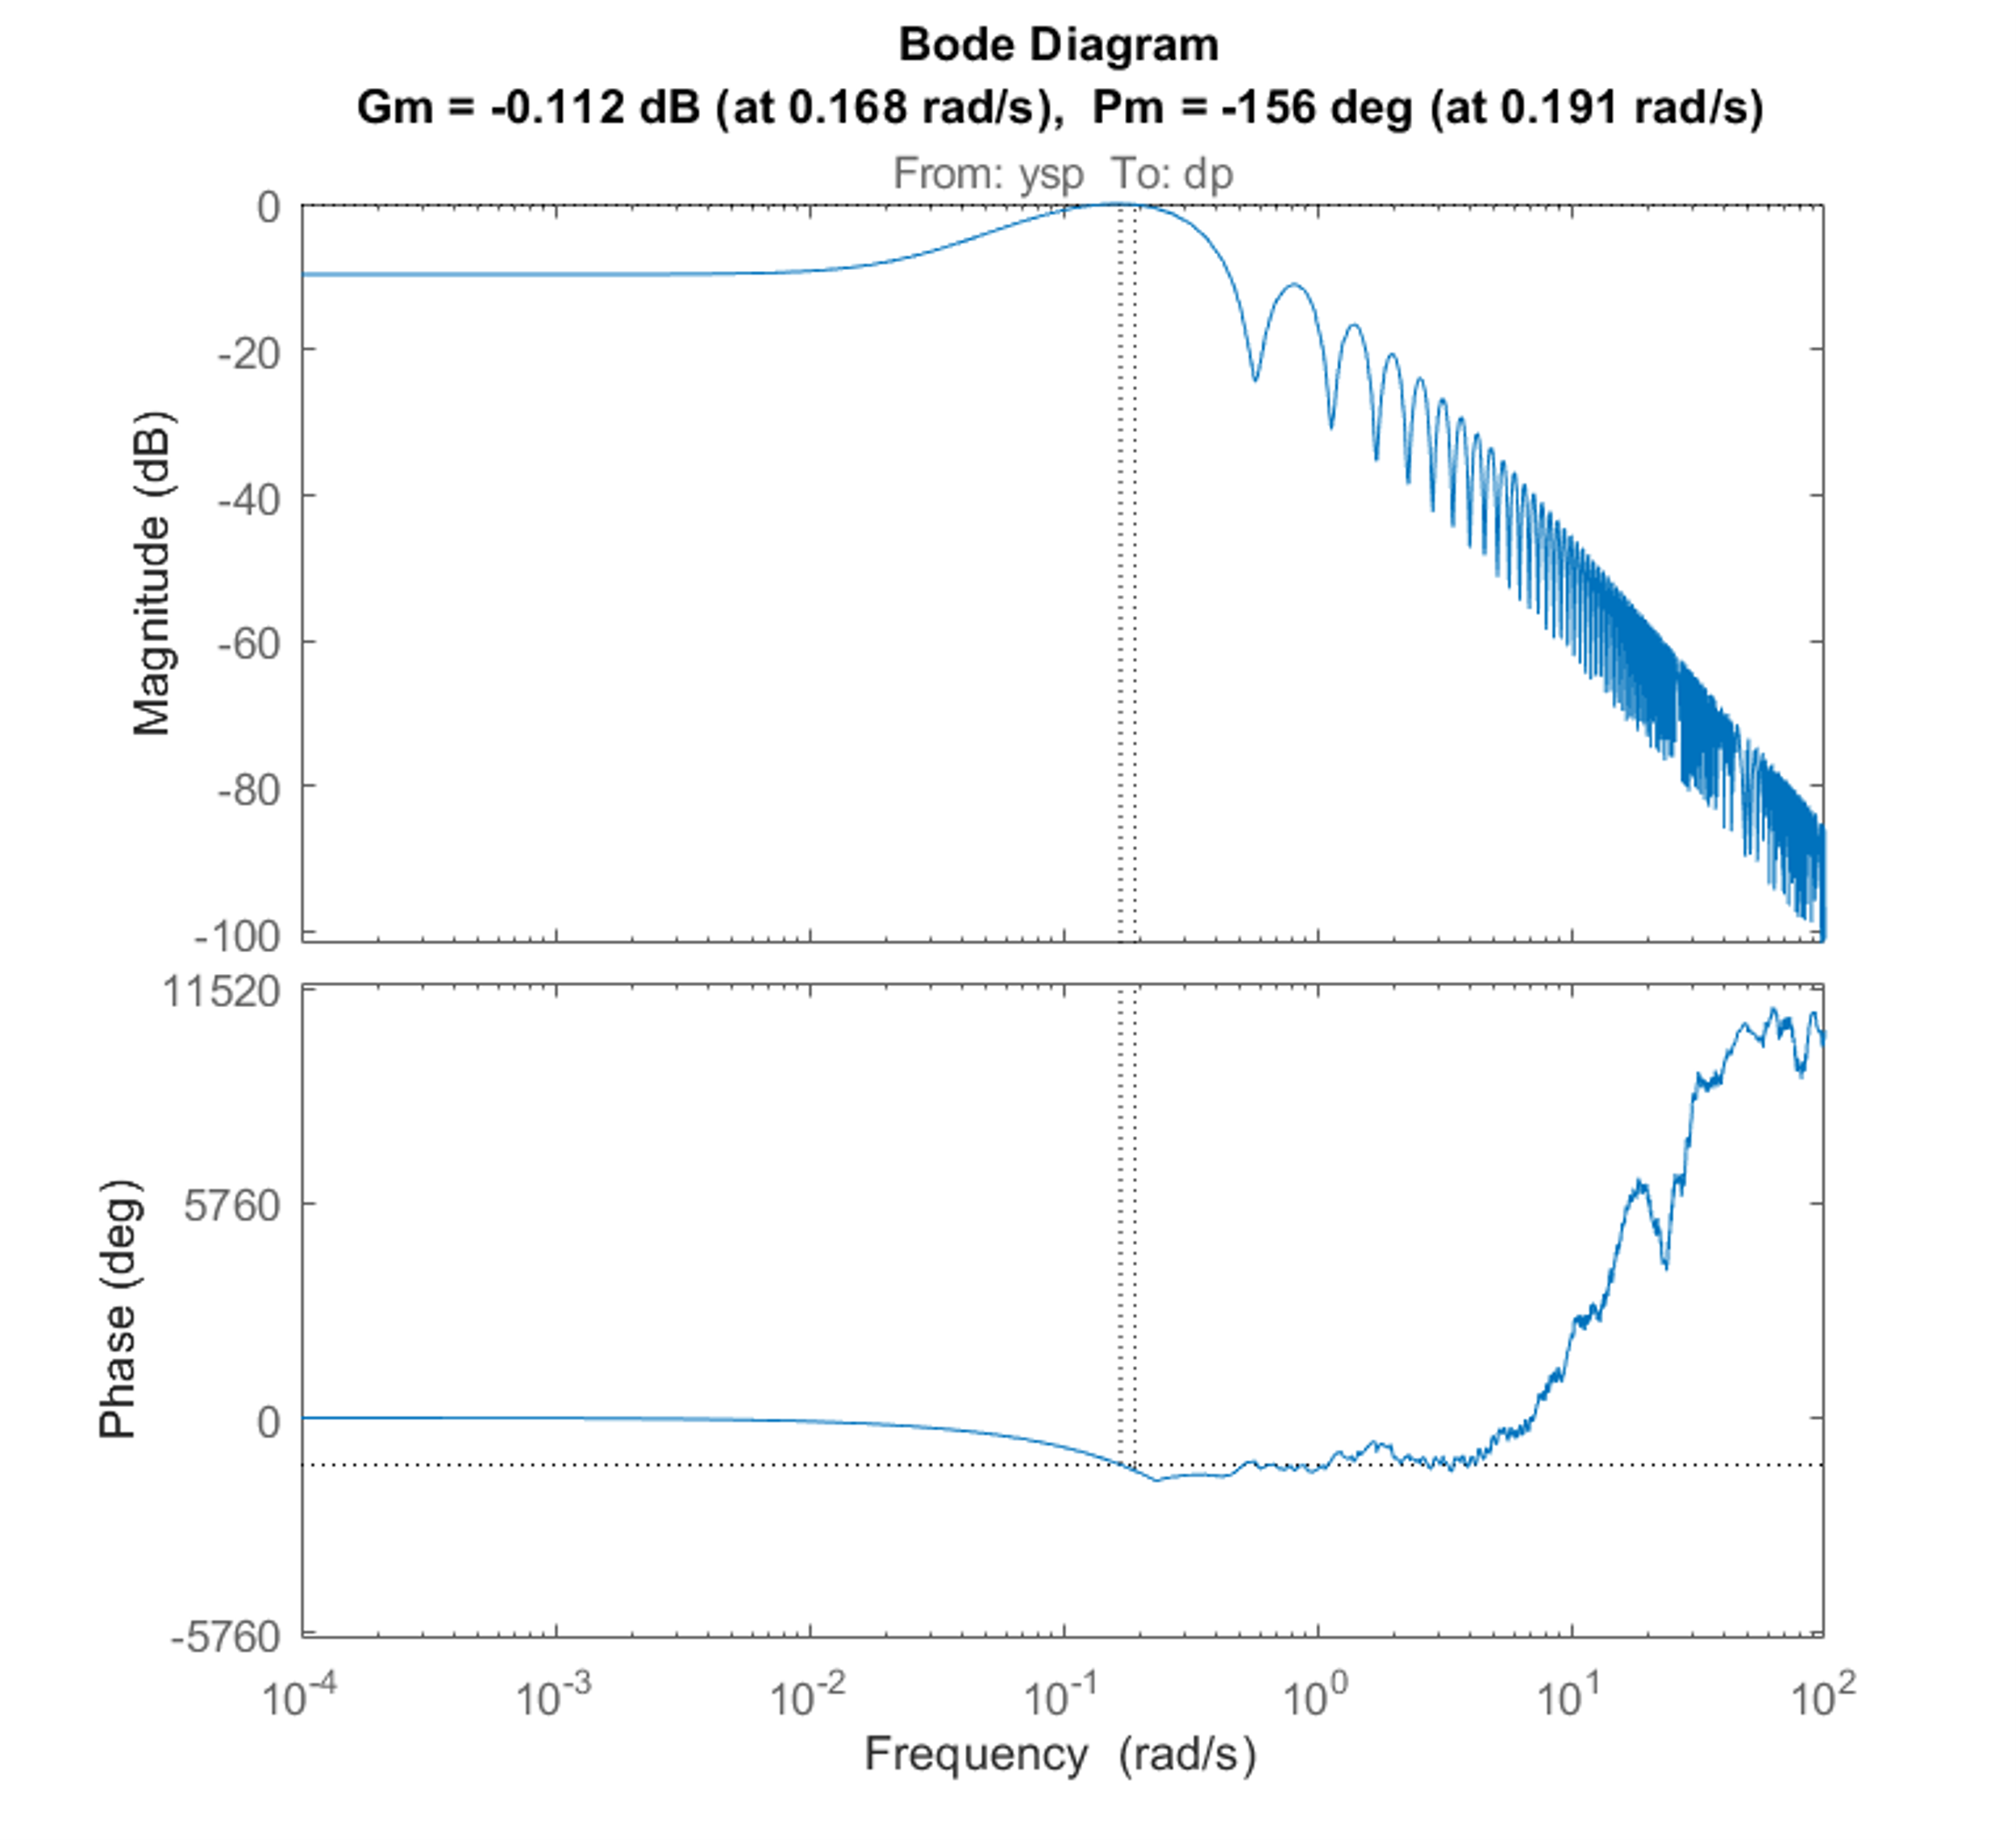 Bode Diagram
Gm = -0.112 dB (at 0.168 rad/s), Pm = -156 deg (at 0.191 rad/s)
From: ysp To: dp
0
-20
-40
-60
-80
-100
Magnitude (dB)
11520
5760
0
-5760
Phase (deg)
10^-4 10^-3 10^-2 10^-1 10^0 10^1 10^2
Frequency (rad/s)